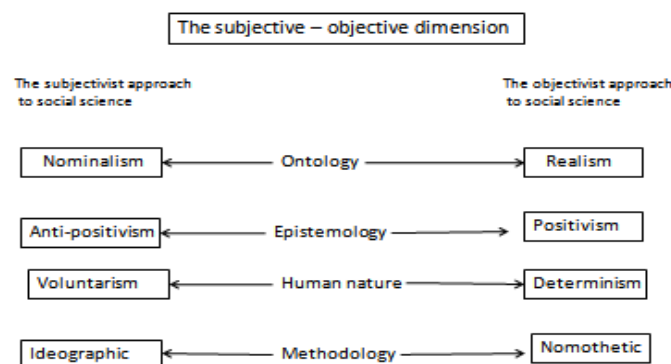 The subjective – objective dimension
The subjectivist approach
to social science
The objectivist approach
to social science
Nominalism Ontology Realism
Anti-positivism Epistemology Positivism
Voluntarism Human nature Determinism
Ideographic Methodology Nomothetic